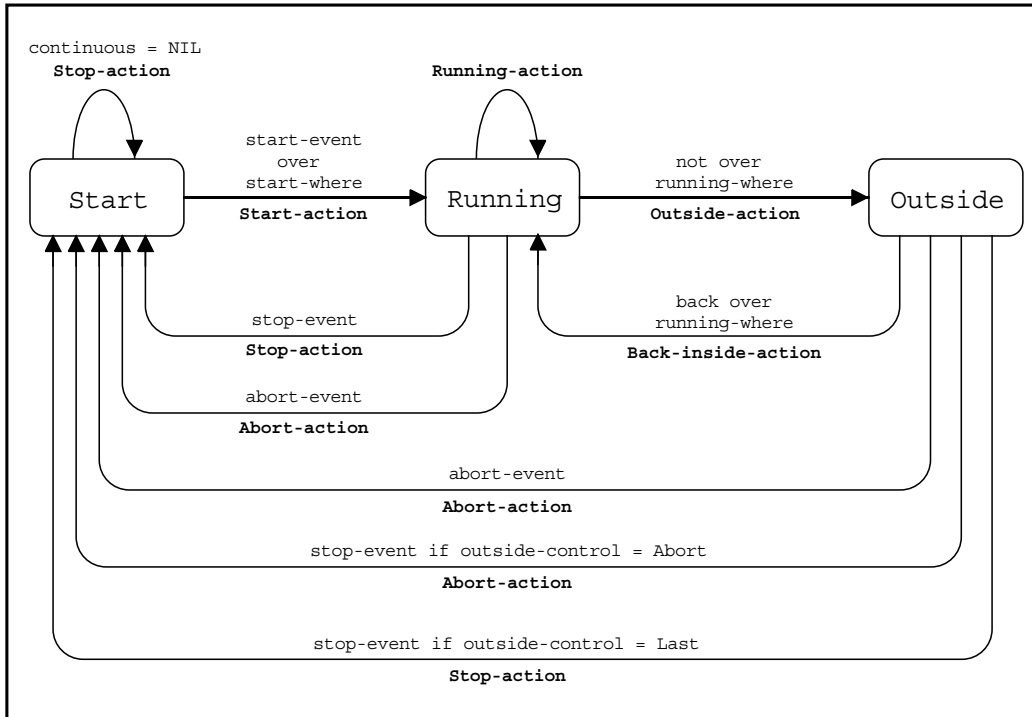 continuous = NIL
Stop-action
Running-action
start-event
over
start-where
Start-action
not over
running-where
Outside-action
Start
Running
Outside
stop-event
Stop-action
back over
running-where
Back-inside-action
abort-event
Abort-action
abort-event
Abort-action
stop-event if outside-control = Abort
Abort-action
stop-event if outside-control = Last
Stop-action